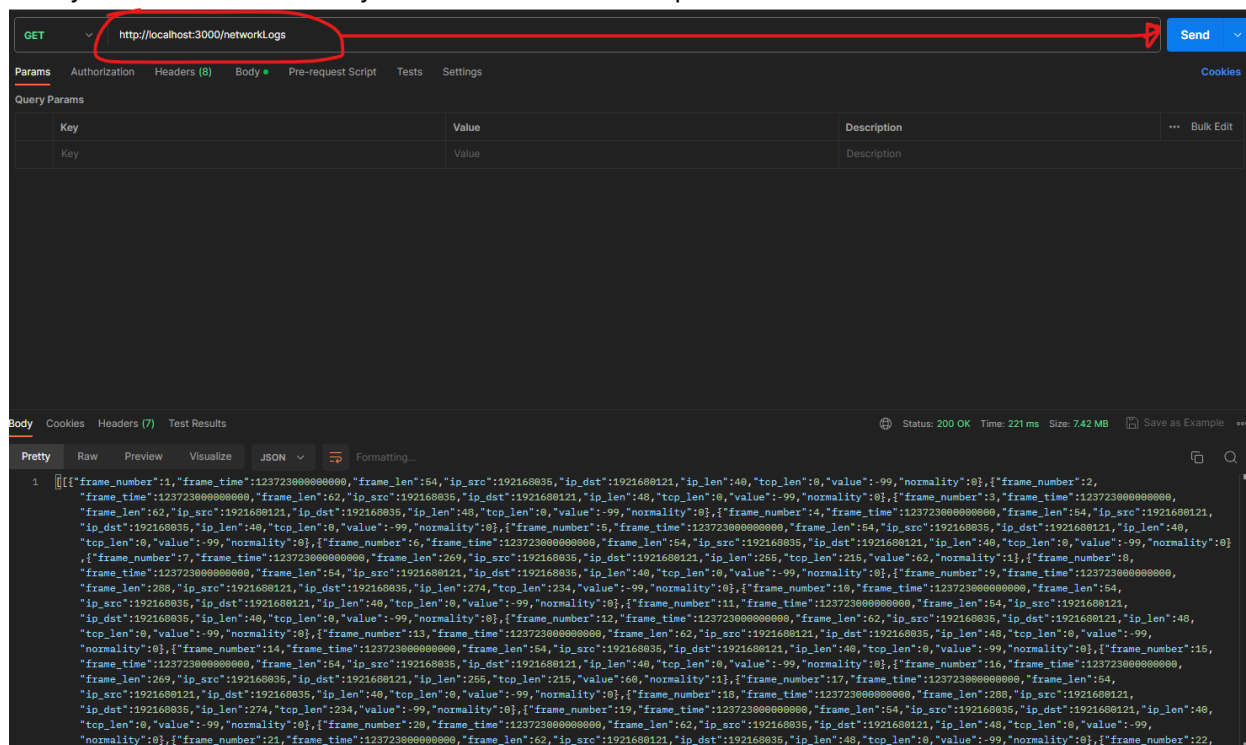 GET http://localhost:3000/networkLogs Send
Params Authorization Headers (8) Body Pre-request Script Tests Settings Cookies
Query Params
Key Value Description ••• Bulk Edit
Key Value Description
Body Cookies Headers (7) Test Results Status: 200 OK Time: 221 ms Size: 7.42 MB Save as Example •••
Pretty Raw Preview Visualize JSON Formatting...
1 [[{"frame_number":1,"frame_time":123723000000000,"frame_len":54,"ip_src":192168035,"ip_dst":1921680121,"ip_len":40,"tcp_len":0,"value":-99,"normality":0},{"frame_number":2,
"frame_time":123723000000000,"frame_len":62,"ip_src":192168035,"ip_dst":1921680121,"ip_len":48,"tcp_len":0,"value":-99,"normality":0},{"frame_number":3,"frame_time":123723000000000,
"frame_len":62,"ip_src":1921680121,"ip_dst":192168035,"ip_len":48,"tcp_len":0,"value":-99,"normality":0},{"frame_number":4,"frame_time":123723000000000,"frame_len":54,"ip_src":1921680121,
"ip_dst":192168035,"ip_len":40,"tcp_len":0,"value":-99,"normality":0},{"frame_number":5,"frame_time":123723000000000,"frame_len":54,"ip_src":192168035,"ip_dst":1921680121,"ip_len":40,
"tcp_len":0,"value":-99,"normality":0},{"frame_number":6,"frame_time":123723000000000,"frame_len":54,"ip_src":192168035,"ip_dst":1921680121,"ip_len":40,"tcp_len":0,"value":-99,"normality":0}
,{"frame_number":7,"frame_time":123723000000000,"frame_len":269,"ip_src":192168035,"ip_dst":1921680121,"ip_len":255,"tcp_len":215,"value":62,"normality":1},{"frame_number":8,
"frame_time":123723000000000,"frame_len":54,"ip_src":1921680121,"ip_dst":192168035,"ip_len":40,"tcp_len":0,"value":-99,"normality":0},{"frame_number":9,"frame_time":123723000000000,
"frame_len":288,"ip_src":1921680121,"ip_dst":192168035,"ip_len":274,"tcp_len":234,"value":-99,"normality":0},{"frame_number":10,"frame_time":123723000000000,"frame_len":54,
"ip_src":192168035,"ip_dst":1921680121,"ip_len":40,"tcp_len":0,"value":-99,"normality":0},{"frame_number":11,"frame_time":123723000000000,"frame_len":54,"ip_src":1921680121,
"ip_dst":192168035,"ip_len":40,"tcp_len":0,"value":-99,"normality":0},{"frame_number":12,"frame_time":123723000000000,"frame_len":62,"ip_src":192168035,"ip_dst":1921680121,"ip_len":48,
"tcp_len":0,"value":-99,"normality":0},{"frame_number":13,"frame_time":123723000000000,"frame_len":62,"ip_src":1921680121,"ip_dst":192168035,"ip_len":48,"tcp_len":0,"value":-99,
"normality":0},{"frame_number":14,"frame_time":123723000000000,"frame_len":54,"ip_src":192168035,"ip_dst":1921680121,"ip_len":40,"tcp_len":0,"value":-99,"normality":0},{"frame_number":15,
"frame_time":123723000000000,"frame_len":54,"ip_src":192168035,"ip_dst":1921680121,"ip_len":40,"tcp_len":0,"value":-99,"normality":0},{"frame_number":16,"frame_time":123723000000000,
"frame_len":269,"ip_src":192168035,"ip_dst":1921680121,"ip_len":255,"tcp_len":215,"value":60,"normality":1},{"frame_number":17,"frame_time":123723000000000,"frame_len":54,
"ip_src":1921680121,"ip_dst":192168035,"ip_len":40,"tcp_len":0,"value":-99,"normality":0},{"frame_number":18,"frame_time":123723000000000,"frame_len":288,"ip_src":1921680121,
"ip_dst":192168035,"ip_len":274,"tcp_len":234,"value":-99,"normality":0},{"frame_number":19,"frame_time":123723000000000,"frame_len":54,"ip_src":192168035,"ip_dst":1921680121,"ip_len":40,
"tcp_len":0,"value":-99,"normality":0},{"frame_number":20,"frame_time":123723000000000,"frame_len":62,"ip_src":192168035,"ip_dst":1921680121,"ip_len":48,"tcp_len":0,"value":-99,
"normality":0},{"frame_number":21,"frame_time":123723000000000,"frame_len":62,"ip_src":1921680121,"ip_dst":192168035,"ip_len":48,"tcp_len":0,"value":-99,"normality":0},{"frame_number":22,